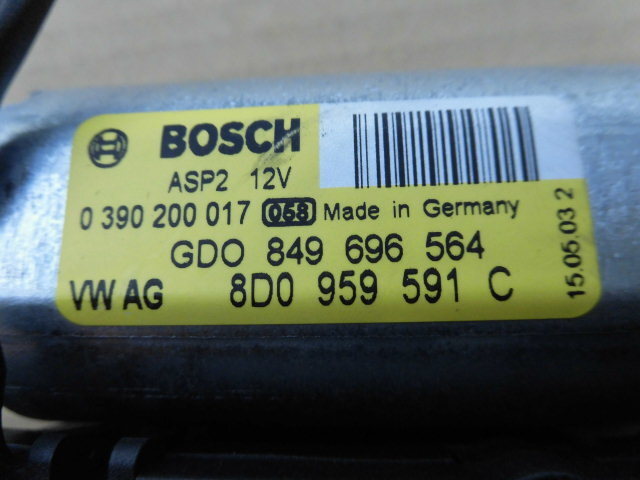 BOSCH
ASP2 12V
0 390 200 017 058 Made in Germany
GDO 849 696 564
VW AG 8D0 959 591 C
15.05.03 2